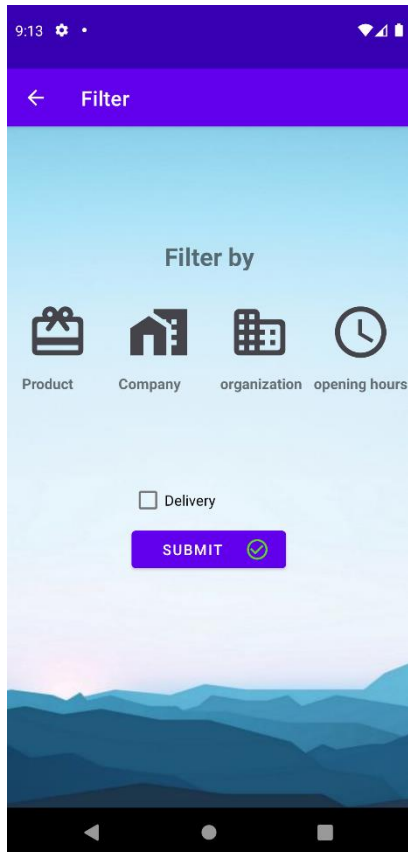 9:13
Filter
Filter by
Product Company organization opening hours
Delivery
SUBMIT